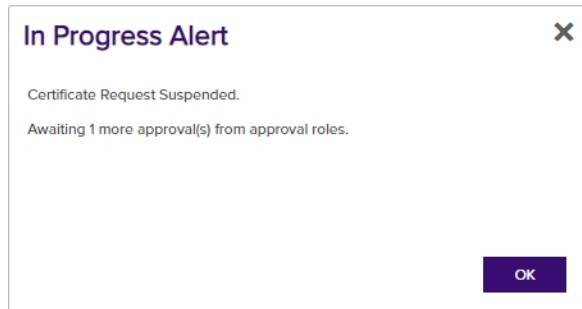 In Progress Alert
Certificate Request Suspended.
Awaiting 1 more approval(s) from approval roles.
OK